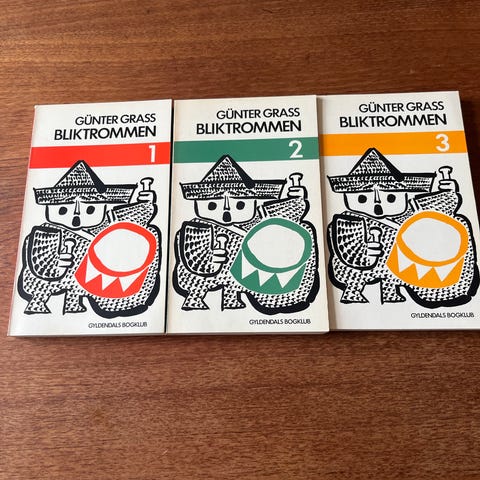 GÜNTER GRASS
BLIKTROMMEN
1
GYLDENDALS BOGKLUB
GÜNTER GRASS
BLIKTROMMEN
2
GYLDENDALS BOGKLUB
GÜNTER GRASS
BLIKTROMMEN
3
GYLDENDALS BOGKLUB